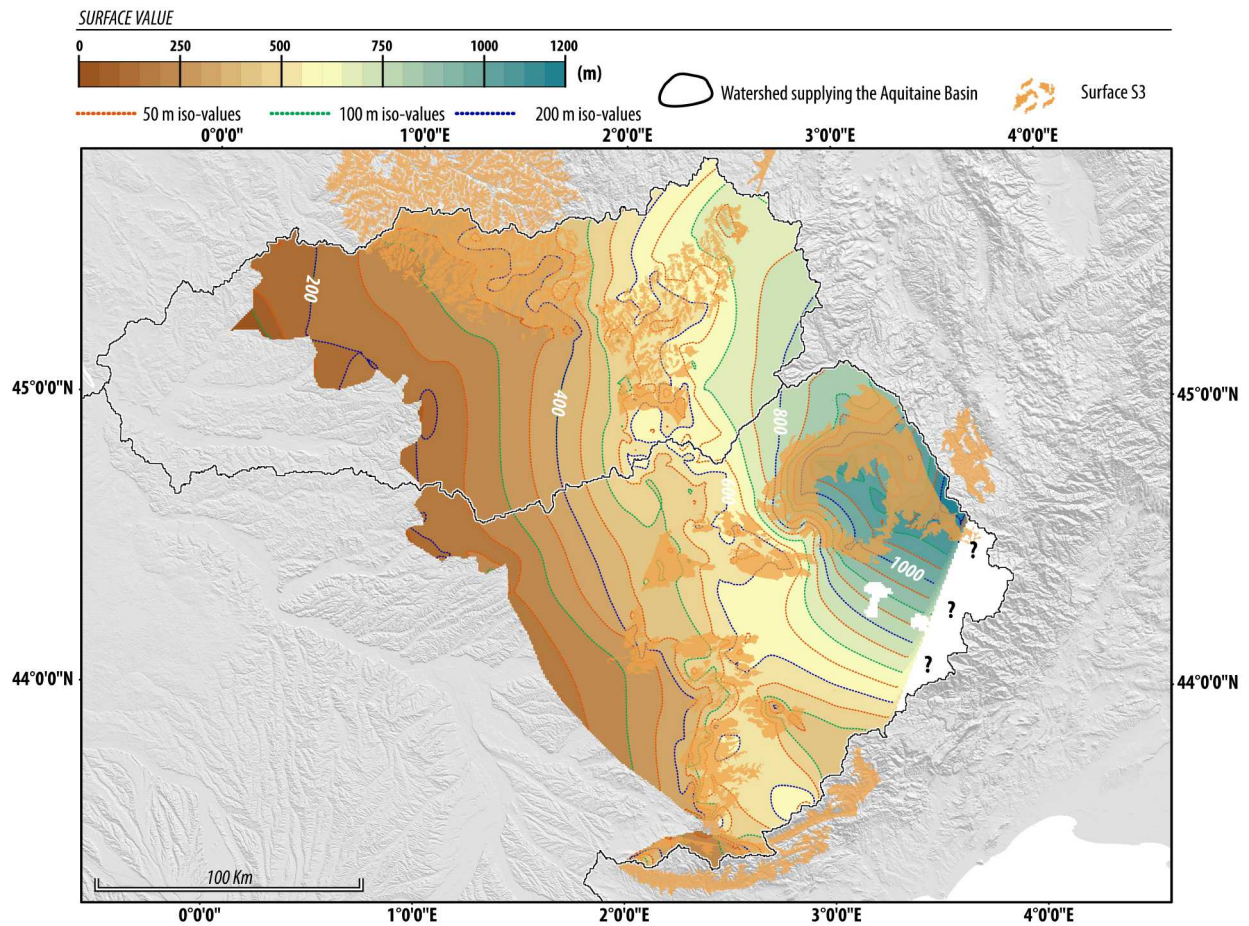 SURFACE VALUE
0 250 500 750 1000 1200
(m)
Watershed supplying the Aquitaine Basin
Surface S3
50 m iso-values 100 m iso-values 200 m iso-values
0°0'0" 1°0'0"E 2°0'0"E 3°0'0"E 4°0'0"E
200
45°0'0"N 400 800 45°0'0"N
600
1000 ?
?
?
44°0'0"N 44°0'0"N
100 Km
0°0'0" 1°0'0"E 2°0'0"E 3°0'0"E 4°0'0"E